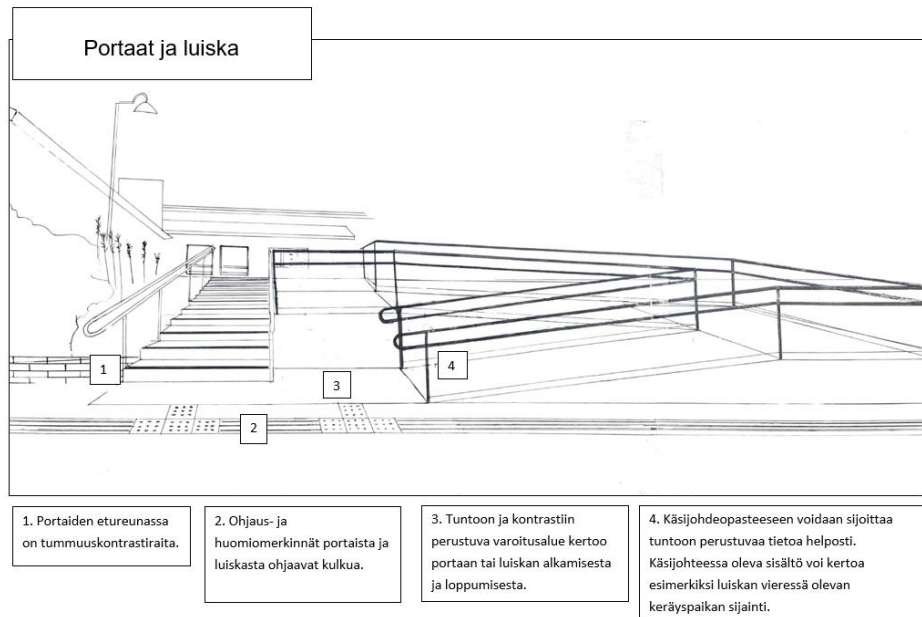 Portaat ja luiska
1
2
3
4
1. Portaiden etureunassa
on tummuuskontrastiraita.
2. Ohjaus- ja
huomiomerkinnät portaista ja
luiskasta ohjaavat kulkua.
3. Tuntoon ja kontrastiin
perustuva varoitusalue kertoo
portaan tai luiskan alkamisesta
ja loppumisesta.
4. Käsijohdeopasteeseen voidaan sijoittaa
tuntoon perustuvaa tietoa helposti.
Käsijohteessa oleva sisältö voi kertoa
esimerkiksi luiskan vieressä olevan
keräyspaikan sijainti.